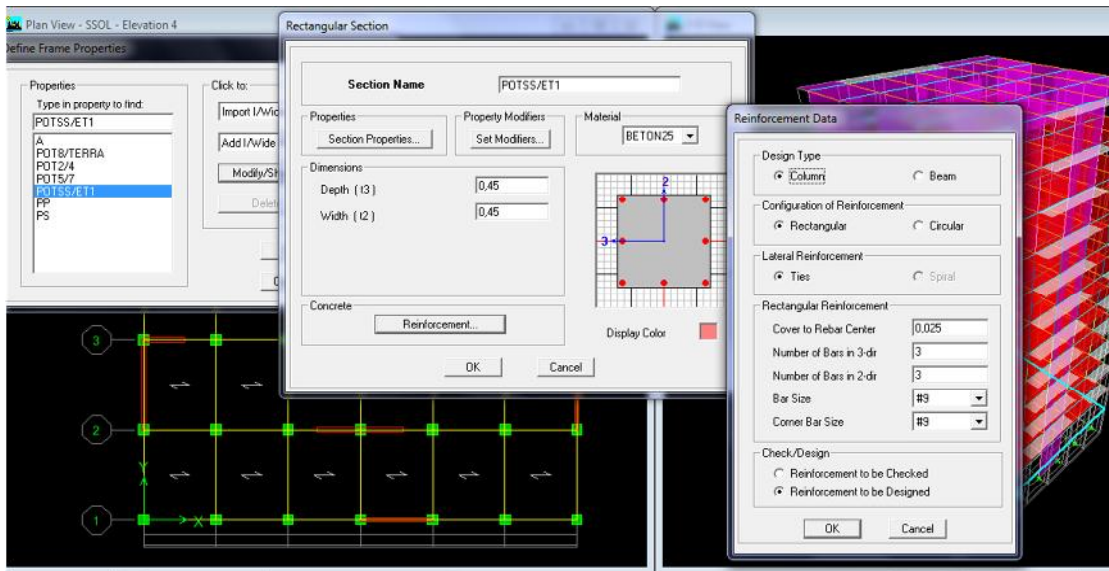 Plan View - SSOL - Elevation 4
Define Frame Properties
Properties
Type in property to find:
POTSS/ET1
A
POT8/TERRA
POT2/4
POT5/7
POTSS/ET1
PP
PS
Click to:
Import I/Wid
Add I/Wide
Modify/Sh
Delet
Rectangular Section
Section Name
POTSS/ET1
Properties
Section Properties...
Property Modifiers
Set Modifiers...
Material
BETON25
Dimensions
Depth ( t3 )
0,45
Width ( t2 )
0,45
2
3
Concrete
Reinforcement...
Display Color
OK
Cancel
Reinforcement Data
Design Type
Column
Beam
Configuration of Reinforcement
Rectangular
Circular
Lateral Reinforcement
Ties
Spiral
Rectangular Reinforcement
Cover to Rebar Center
0,025
Number of Bars in 3-dir
3
Number of Bars in 2-dir
3
Bar Size
#9
Corner Bar Size
#9
Check/Design
Reinforcement to be Checked
Reinforcement to be Designed
OK
Cancel
3
2
1
Y
X